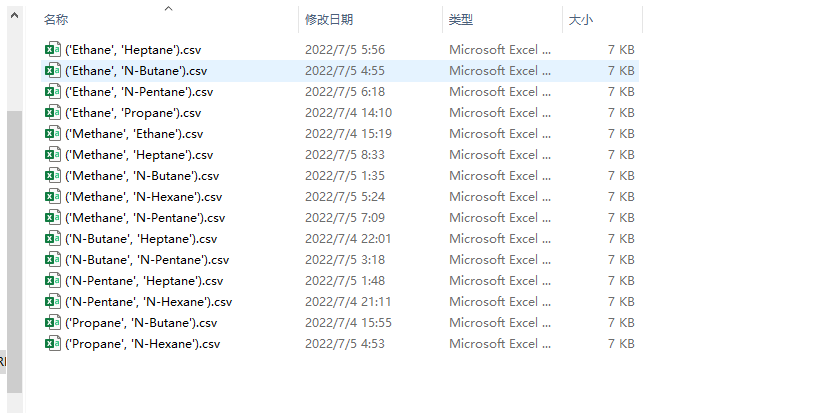 名称 修改日期 类型 大小
('Ethane', 'Heptane').csv 2022/7/5 5:56 Microsoft Excel ... 7 KB
('Ethane', 'N-Butane').csv 2022/7/5 4:55 Microsoft Excel ... 7 KB
('Ethane', 'N-Pentane').csv 2022/7/5 6:18 Microsoft Excel ... 7 KB
('Ethane', 'Propane').csv 2022/7/4 14:10 Microsoft Excel ... 7 KB
('Methane', 'Ethane').csv 2022/7/4 15:19 Microsoft Excel ... 7 KB
('Methane', 'Heptane').csv 2022/7/5 8:33 Microsoft Excel ... 7 KB
('Methane', 'N-Butane').csv 2022/7/5 1:35 Microsoft Excel ... 7 KB
('Methane', 'N-Hexane').csv 2022/7/5 5:24 Microsoft Excel ... 7 KB
('Methane', 'N-Pentane').csv 2022/7/5 7:09 Microsoft Excel ... 7 KB
('N-Butane', 'Heptane').csv 2022/7/4 22:01 Microsoft Excel ... 7 KB
('N-Butane', 'N-Pentane').csv 2022/7/5 3:18 Microsoft Excel ... 7 KB
('N-Pentane', 'Heptane').csv 2022/7/5 1:48 Microsoft Excel ... 7 KB
('N-Pentane', 'N-Hexane').csv 2022/7/4 21:11 Microsoft Excel ... 7 KB
('Propane', 'N-Butane').csv 2022/7/4 15:55 Microsoft Excel ... 7 KB
('Propane', 'N-Hexane').csv 2022/7/5 4:53 Microsoft Excel ... 7 KB